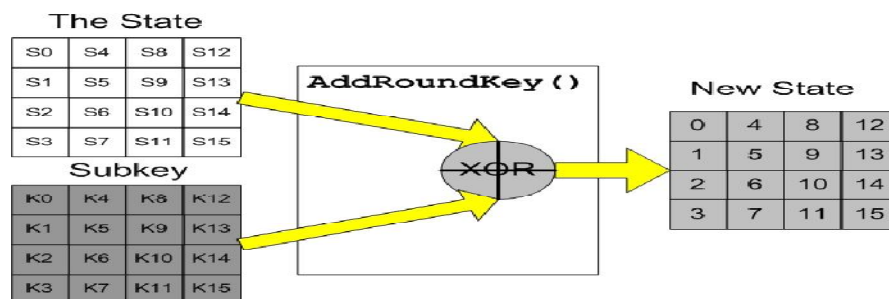 The State
S0 S4 S8 S12
S1 S5 S9 S13
S2 S6 S10 S14
S3 S7 S11 S15
Subkey
K0 K4 K8 K12
K1 K5 K9 K13
K2 K6 K10 K14
K3 K7 K11 K15
AddRoundKey()
XOR
New State
0 4 8 12
1 5 9 13
2 6 10 14
3 7 11 15